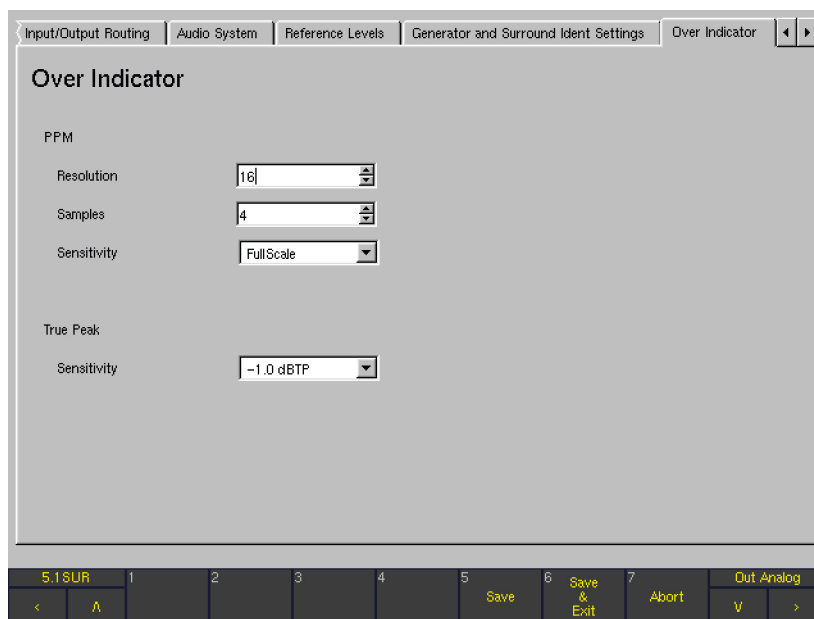 Input/Output Routing Audio System Reference Levels Generator and Surround Ident Settings Over Indicator
Over Indicator
PPM
Resolution 16
Samples 4
Sensitivity FullScale
True Peak
Sensitivity -1.0 dBTP
5.1SUR 1 2 3 4 5 Save 6 Save & Exit 7 Abort Out Analog
< Λ V >